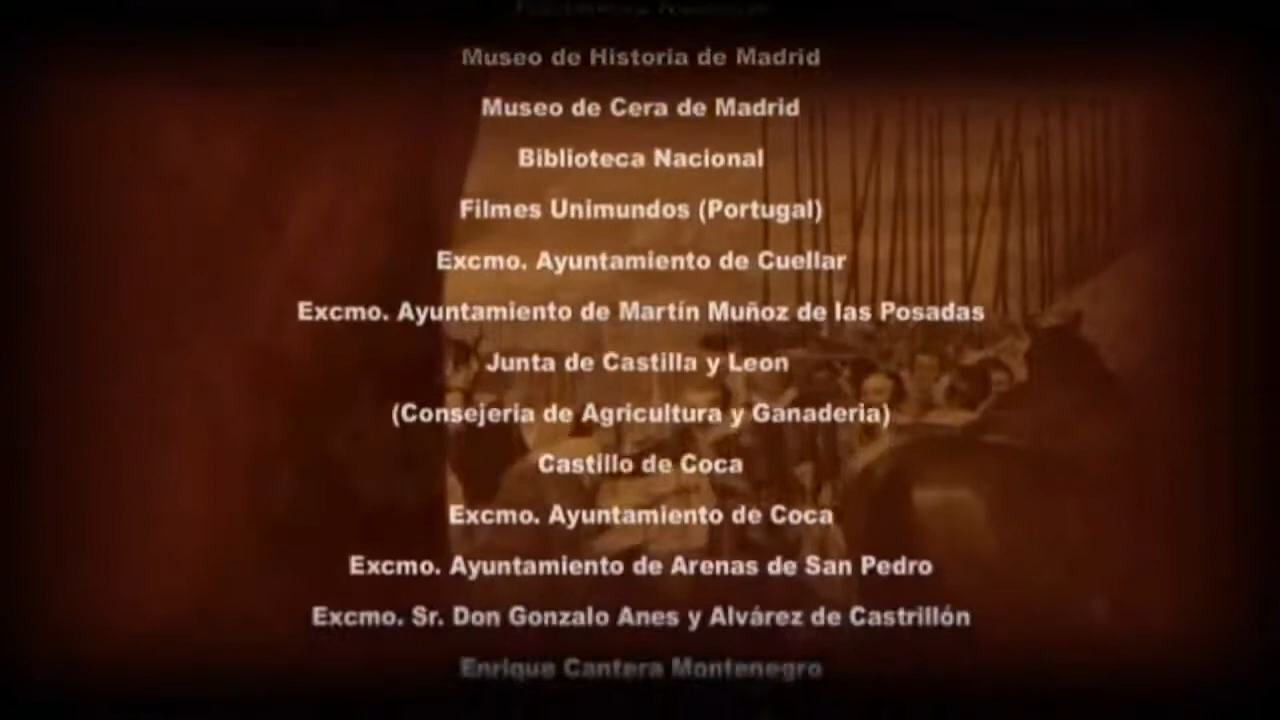 Museo de Historia de Madrid
Museo de Cera de Madrid
Biblioteca Nacional
Filmes Unimundos (Portugal)
Excmo. Ayuntamiento de Cuellar
Excmo. Ayuntamiento de Martín Muñoz de las Posadas
Junta de Castilla y Leon
(Consejeria de Agricultura y Ganaderia)
Castillo de Coca
Excmo. Ayuntamiento de Coca
Excmo. Ayuntamiento de Arenas de San Pedro
Excmo. Sr. Don Gonzalo Anes y Alvárez de Castrillón
Enrique Cantera Montenegro